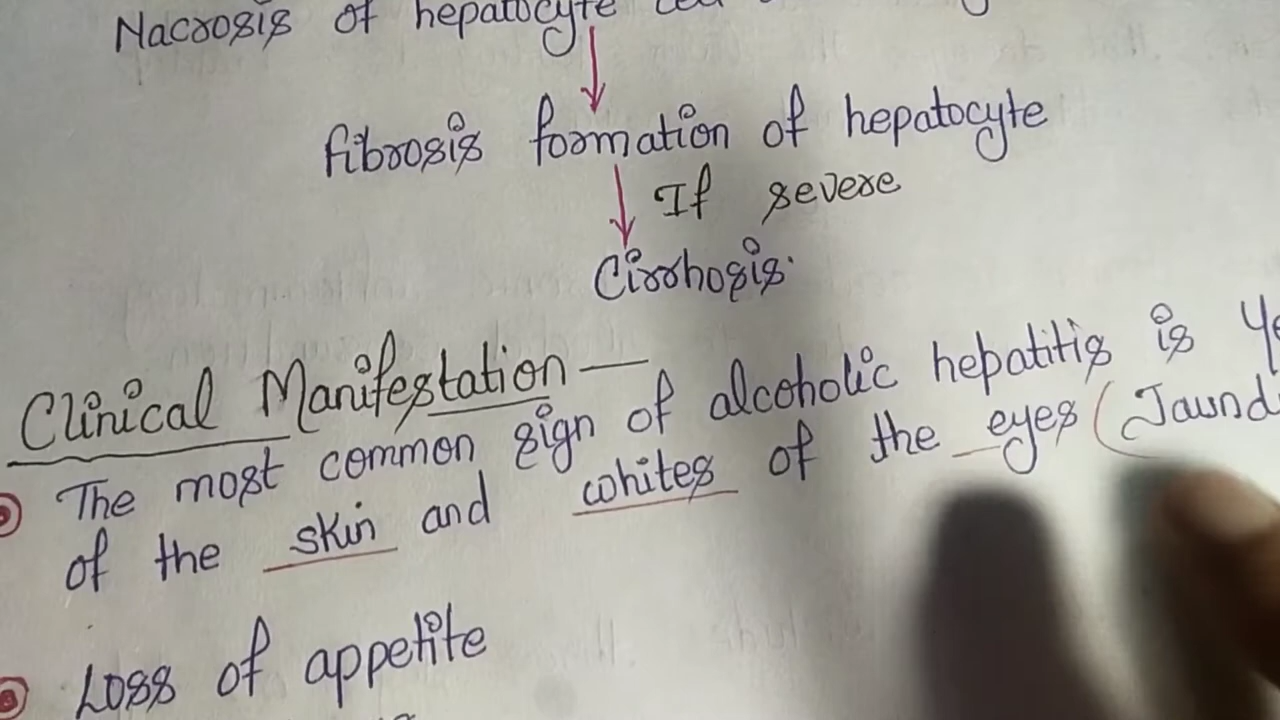 Nacrosis of hepatocyte
fibrosis formation of hepatocyte
If severe
Cirrhosis.
Clinical Manifestation —
The most common sign of alcoholic hepatitis is
of the skin and whites of the eyes (Jaund
Loss of appetite